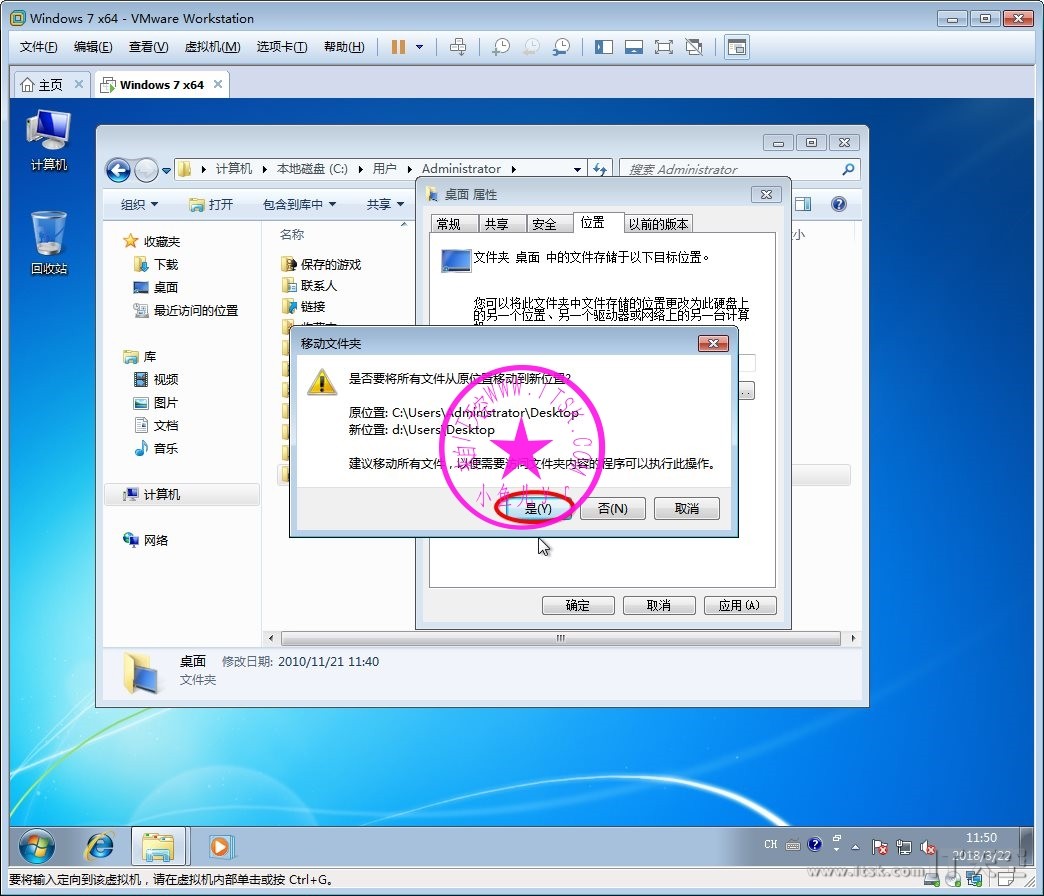 Windows 7 x64 - VMware Workstation
文件(F) 编辑(E) 查看(V) 虚拟机(M) 选项卡(T) 帮助(H)
主页 Windows 7 x64
计算机
回收站
计算机 本地磁盘 (C:) 用户 Administrator
搜索 Administrator
组织 打开 包含到库中 共享
收藏夹
下载
桌面
最近访问的位置
库
视频
图片
文档
音乐
计算机
网络
名称
保存的游戏
联系人
链接
桌面 属性
常规 共享 安全 位置 以前的版本
文件夹 桌面 中的文件存储于以下目标位置。
您可以将此文件夹中文件存储的位置更改为此硬盘上
的另一个位置、另一个驱动器或网络上的另一台计算
移动文件夹
是否要将所有文件从原位置移动到新位置?
原位置: C:\Users\Administrator\Desktop
新位置: d:\Users\Desktop
建议移动所有文件，以便需要访问文件夹内容的程序可以执行此操作。
是(Y) 否(N) 取消
WWW.ITSK.COM
确定 取消 应用(A)
桌面 修改日期: 2010/11/21 11:40
文件夹
CH
11:50
2018/3/22
www.itsk.com
要将输入定向到该虚拟机，请在虚拟机内部单击或按 Ctrl+G。